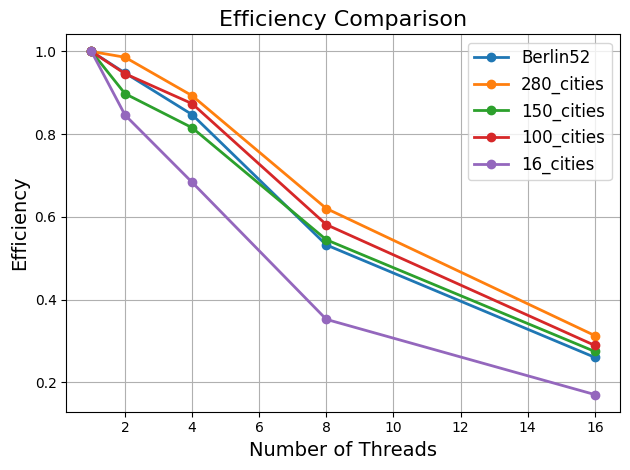 Efficiency Comparison
Berlin52
280_cities
150_cities
100_cities
16_cities
Efficiency
1.0
0.8
0.6
0.4
0.2
2 4 6 8 10 12 14 16
Number of Threads